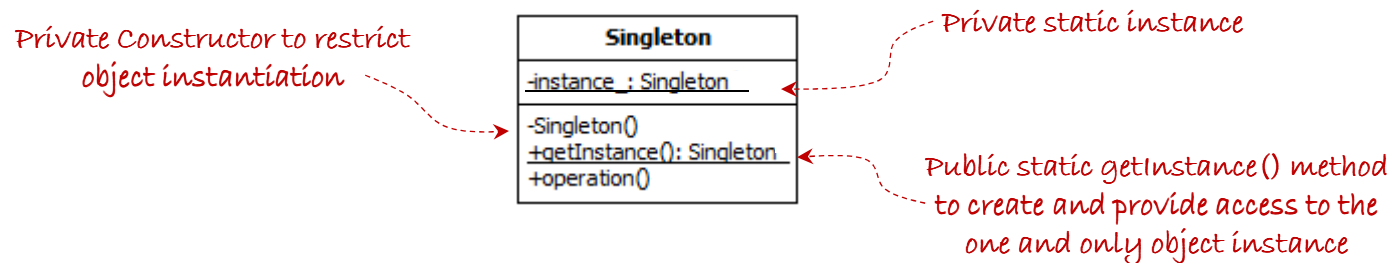 Private Constructor to restrict
object instantiation
Singleton
-instance_: Singleton
-Singleton()
+getInstance(): Singleton
+operation()
Private static instance
Public static getInstance() method
to create and provide access to the
one and only object instance